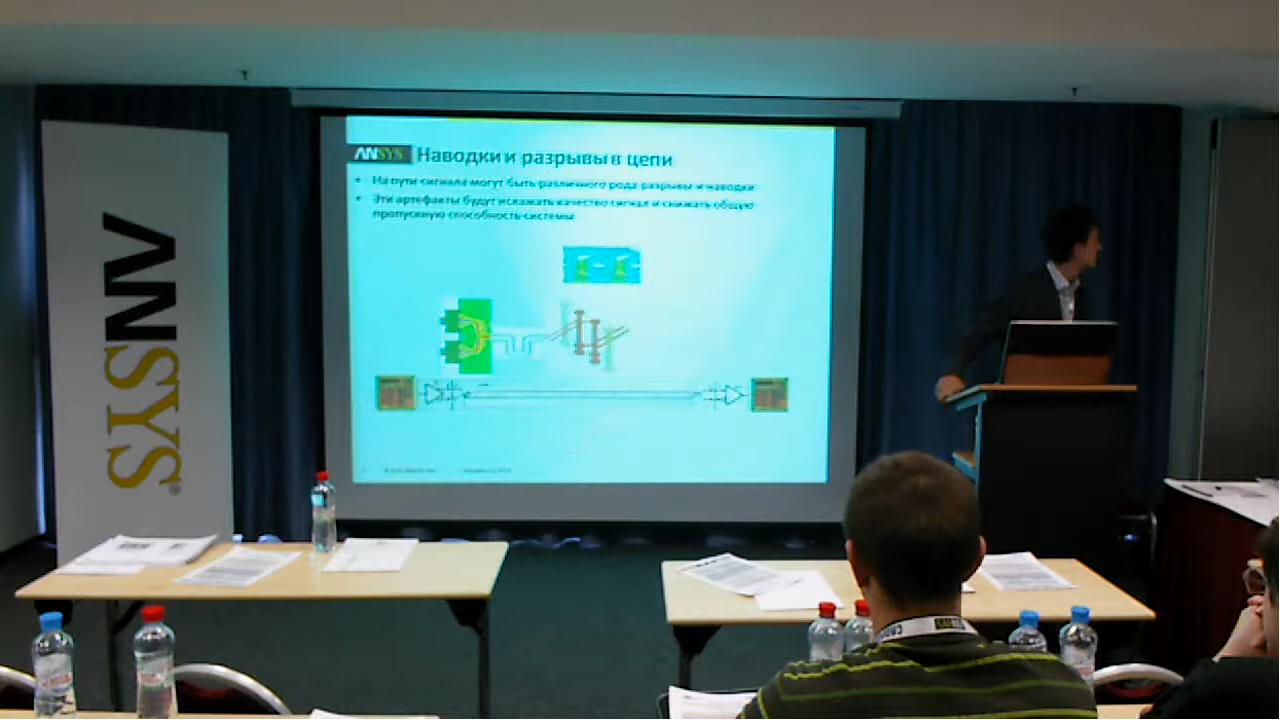 ANSYS
ANSYS Наводки и разрывы в цепи
На пути сигнала могут быть различного рода разрывы и наводки
Эти артефакты будут искажать качество сигнал и снижать общую
пропускную способность системы